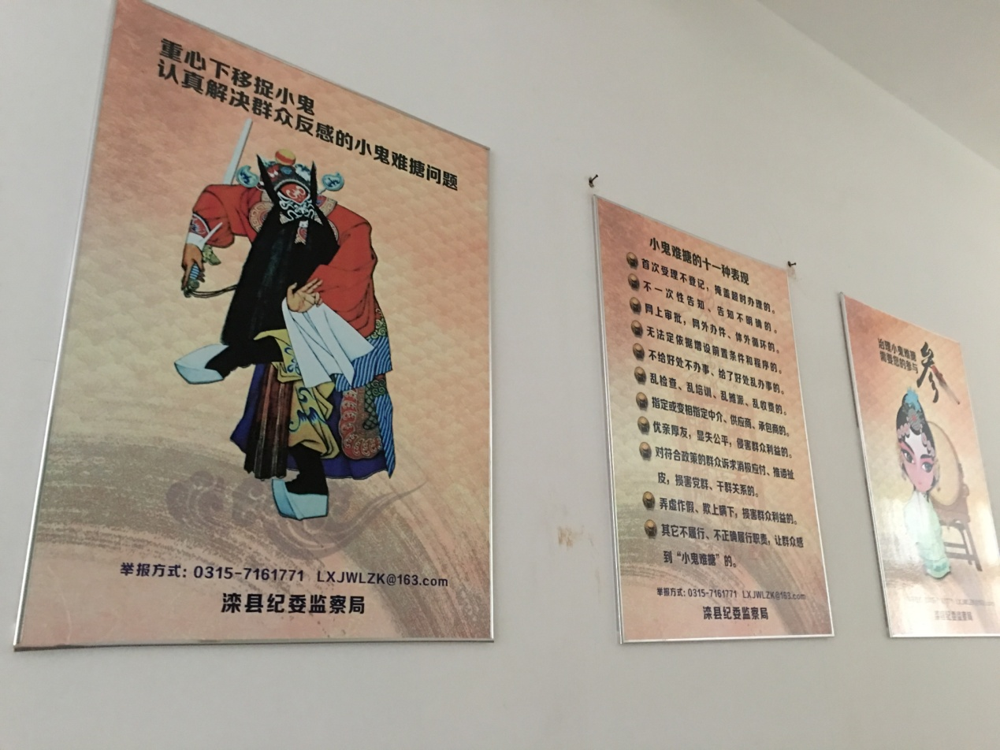 重心下移捉小鬼
认真解决群众反感的小鬼难搪问题
举报方式：0315-7161771 LXJWLZK@163.com
滦县纪委监察局
小鬼难搪的十一种表现
首次受理不登记，掩盖超时办理的。
不一次性告知、告知不明确的。
网上审批，网外办件、体外循环的。
无法定依据增设前置条件和程序的。
不给好处不办事、给了好处乱办事的。
乱检查、乱培训、乱摊派、乱收费的。
指定或变相指定中介、供应商、承包商的。
优亲厚友，显失公平，侵害群众利益的。
对符合政策的群众诉求消极应付、推诿扯
皮，损害党群、干群关系的。
弄虚作假、欺上瞒下，损害群众利益的。
其它不履行、不正确履行职责，让群众感
到“小鬼难搪”的。
举报方式：0315-7161771 LXJWLZK@163.com
滦县纪委监察局
治理小鬼难搪
需要您的参与
参
滦县纪委监察局